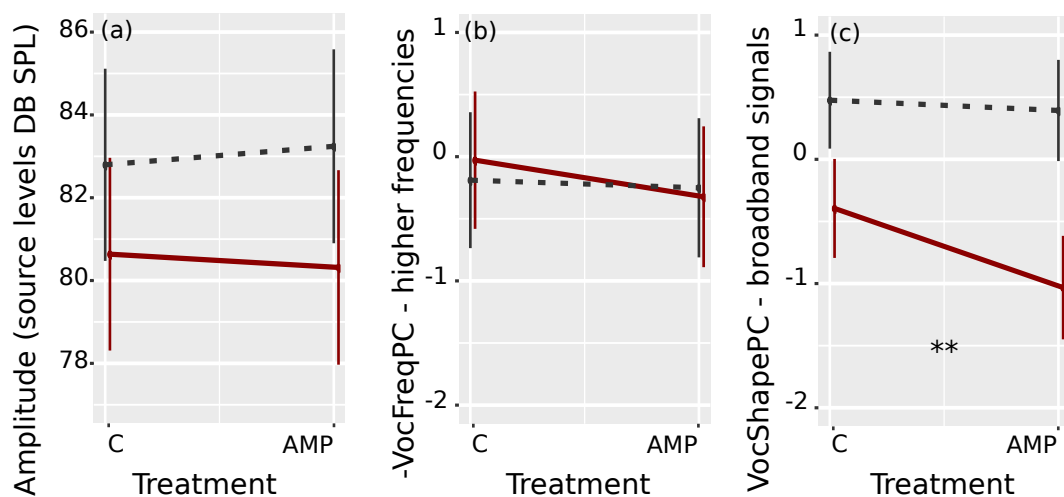 Amplitude (source levels DB SPL)
(a)
86
84
82
80
78
C
AMP
Treatment
-VocFreqPC - higher frequencies
(b)
1
0
-1
-2
C
AMP
Treatment
VocShapePC - broadband signals
(c)
1
0
-1
-2
**
C
AMP
Treatment